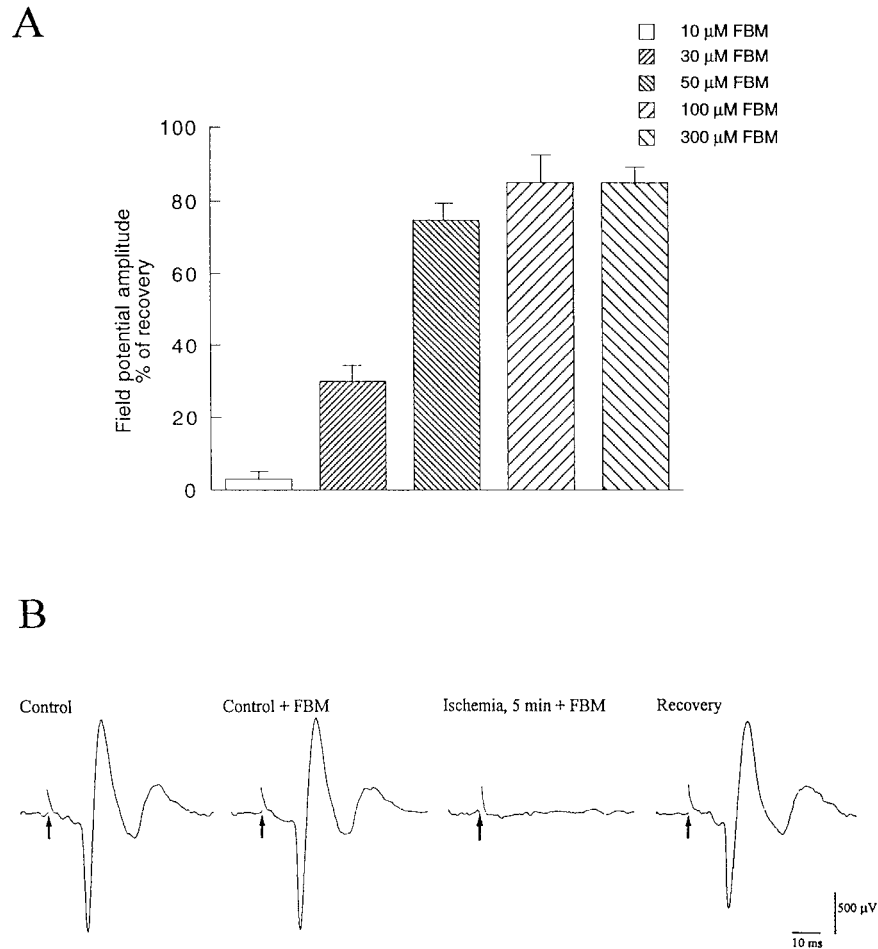 A
10 µM FBM
30 µM FBM
50 µM FBM
100 µM FBM
300 µM FBM
Field potential amplitude
% of recovery
100
80
60
40
20
0
B
Control
Control + FBM
Ischemia, 5 min + FBM
Recovery
500 µV
10 ms